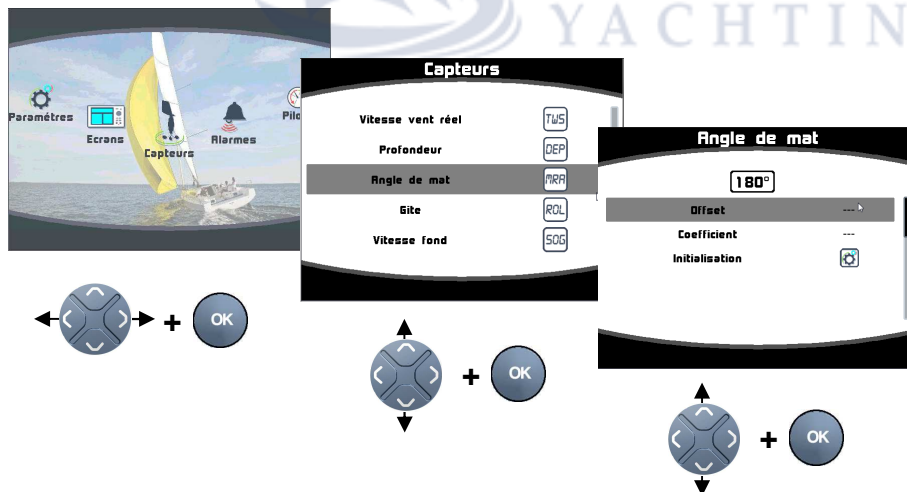 YACHTIN
Paramétres
Ecrans
Capteurs
Alarmes
Pilo
OK
Capteurs
Vitesse vent réel TWS
Profondeur DEP
Angle de mat MRA
Gite ROL
Vitesse fond SOG
OK
Angle de mat
180°
Offset ---
Coefficient ---
Initialisation
OK